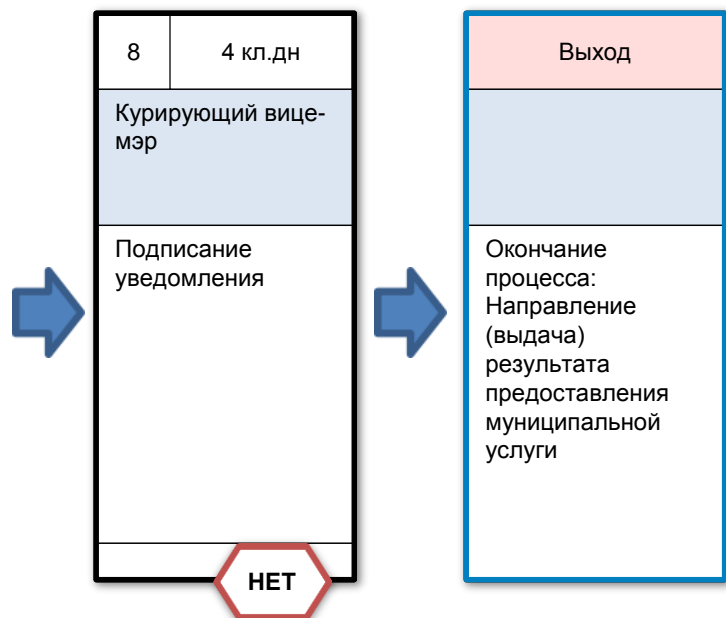 8
4 кл.дн
Курирующий вице-
мэр
Подписание
уведомления
НЕТ
Выход
Окончание
процесса:
Направление
(выдача)
результата
предоставления
муниципальной
услуги